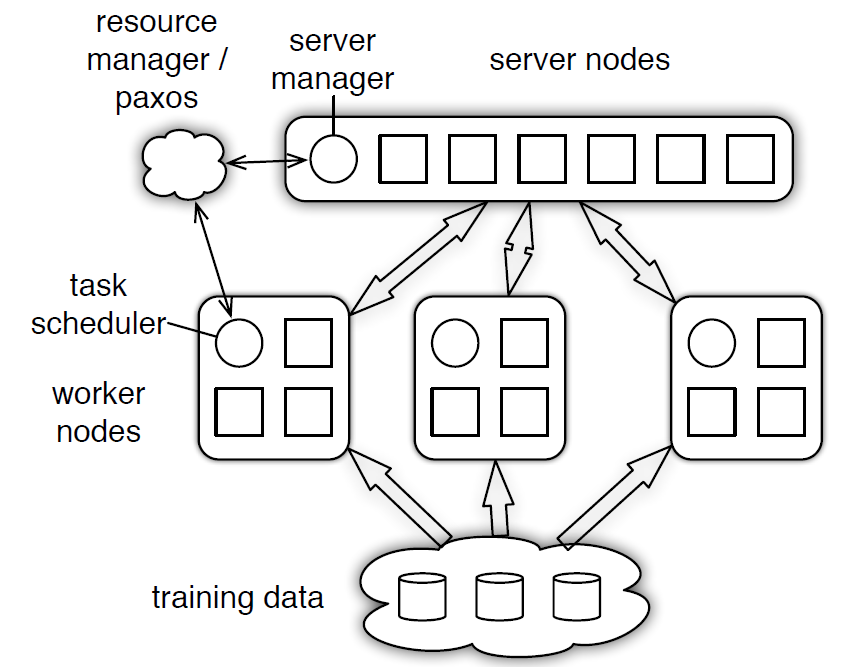 resource
manager /
paxos
server
manager
server nodes
task
scheduler
worker
nodes
training data